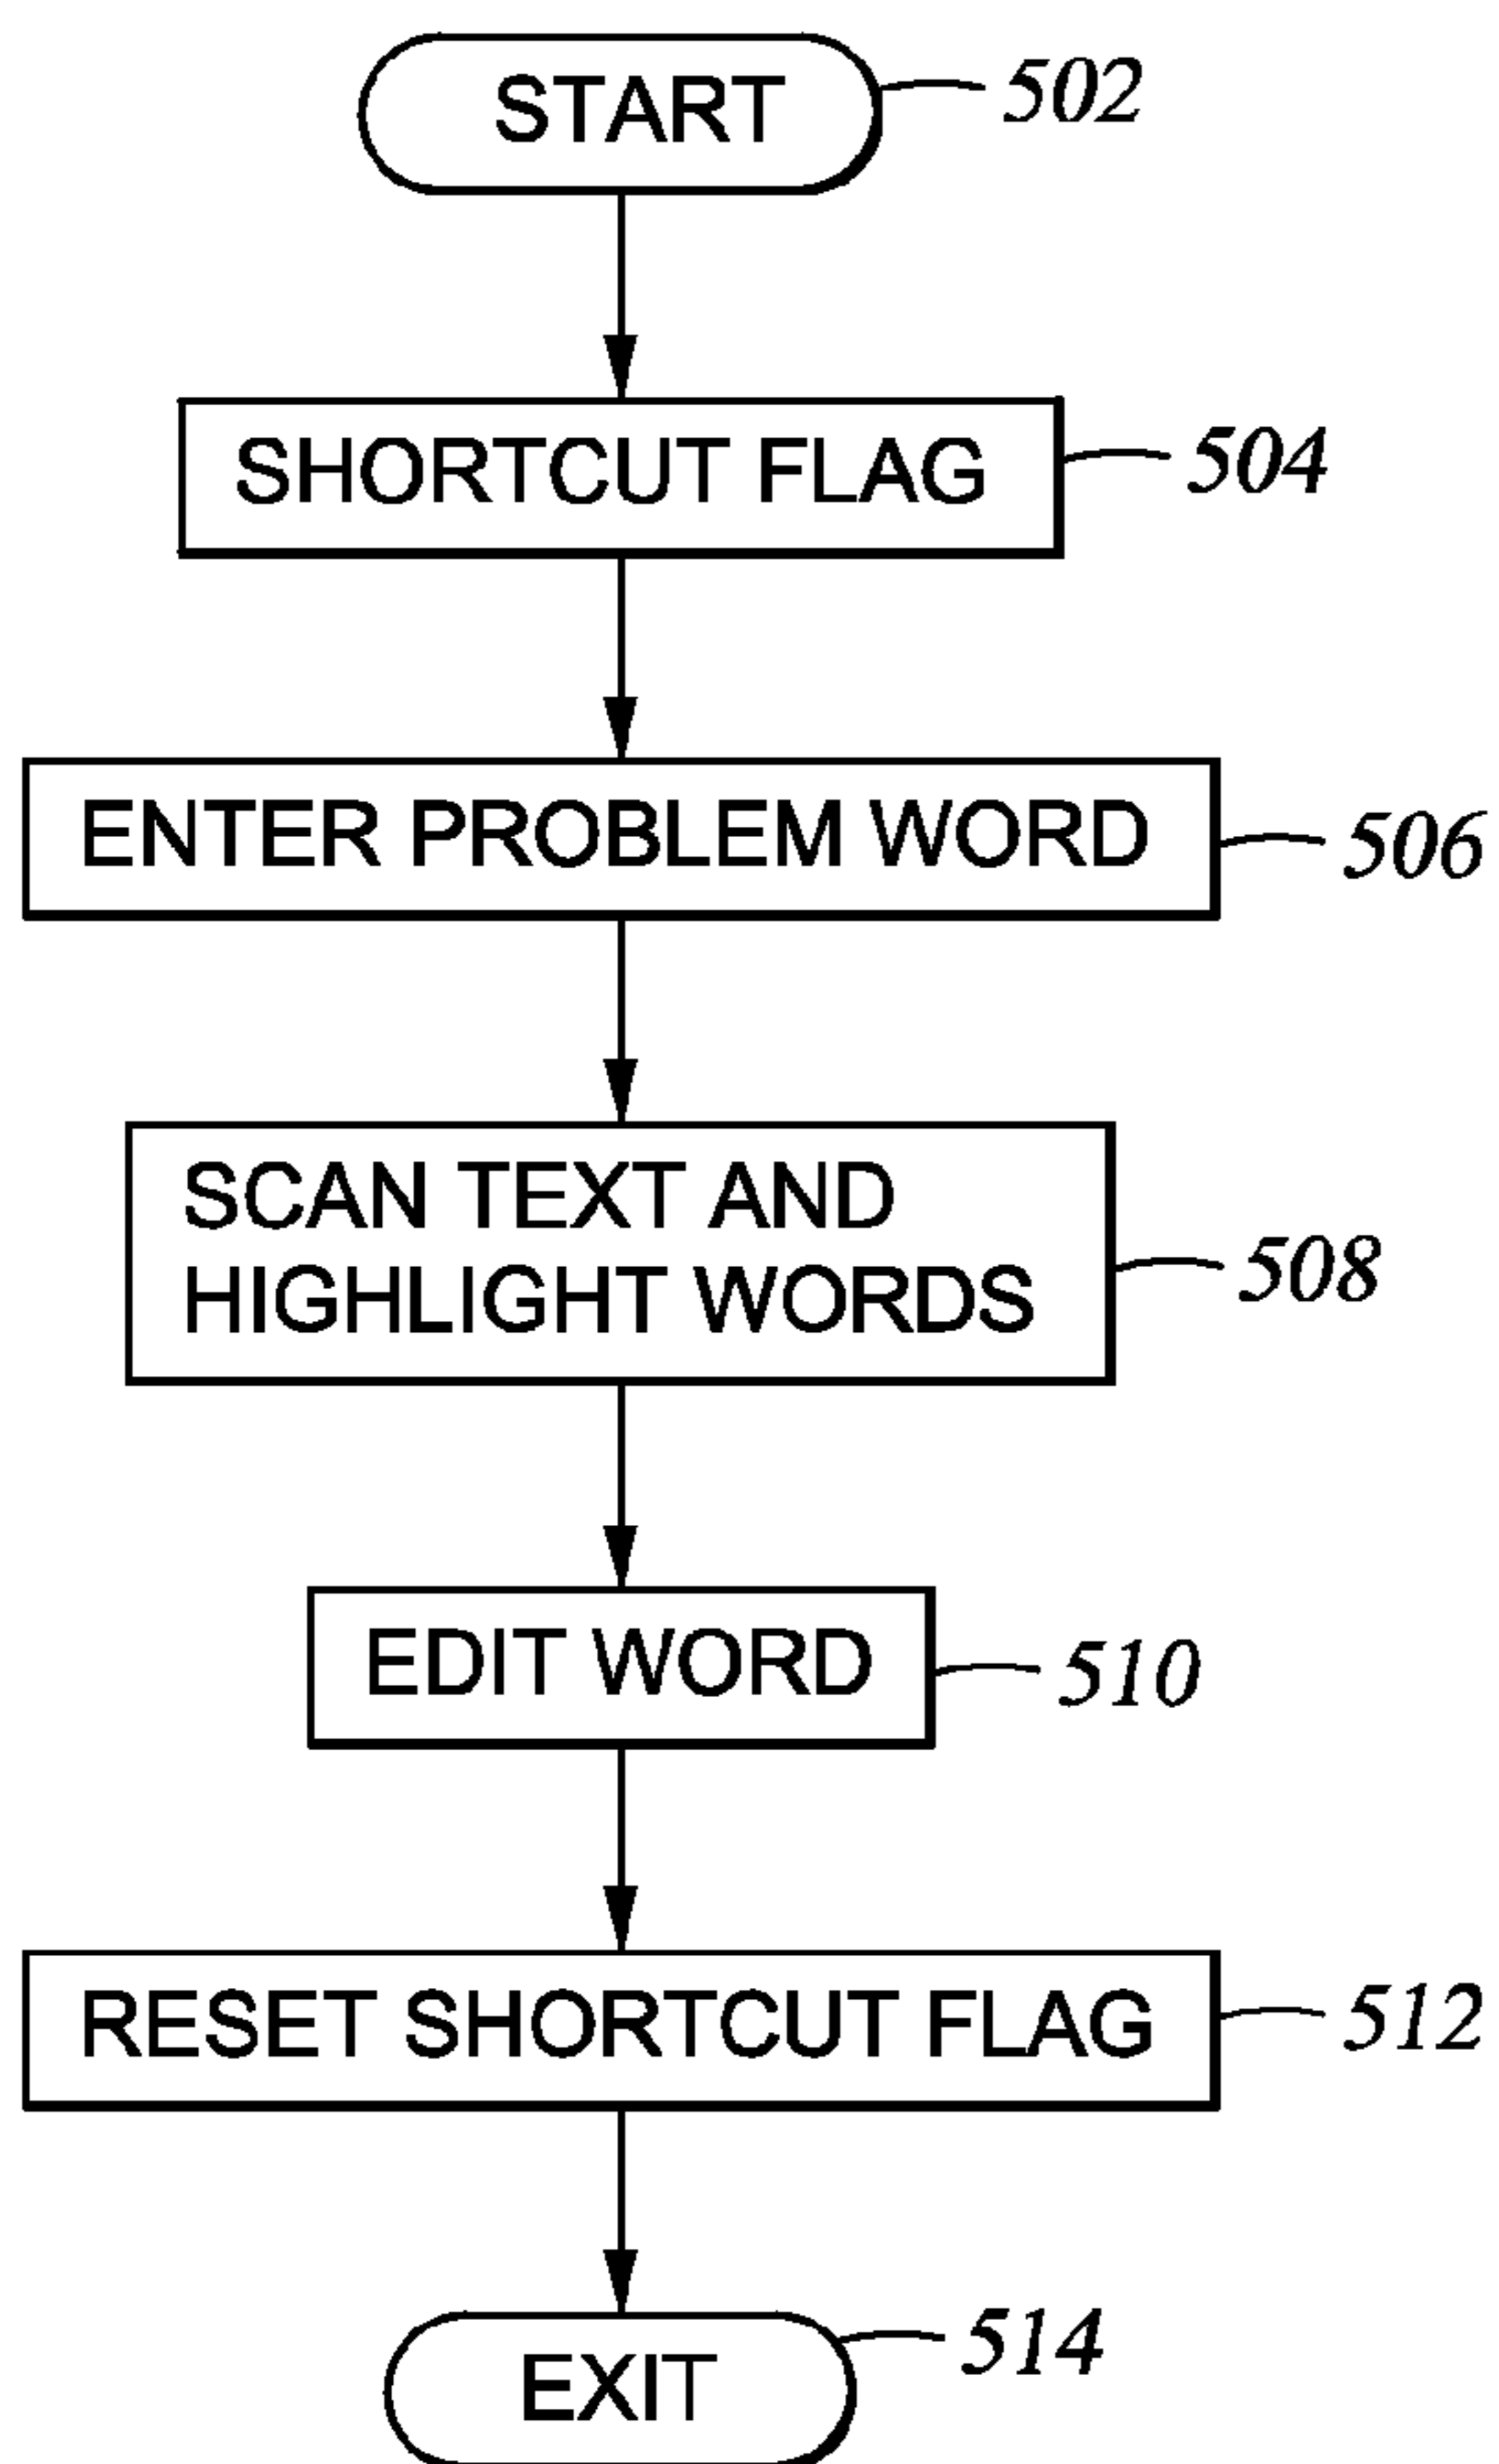 START 502
SHORTCUT FLAG 504
ENTER PROBLEM WORD 506
SCAN TEXT AND
HIGHLIGHT WORDS 508
EDIT WORD 510
RESET SHORTCUT FLAG 512
EXIT 514